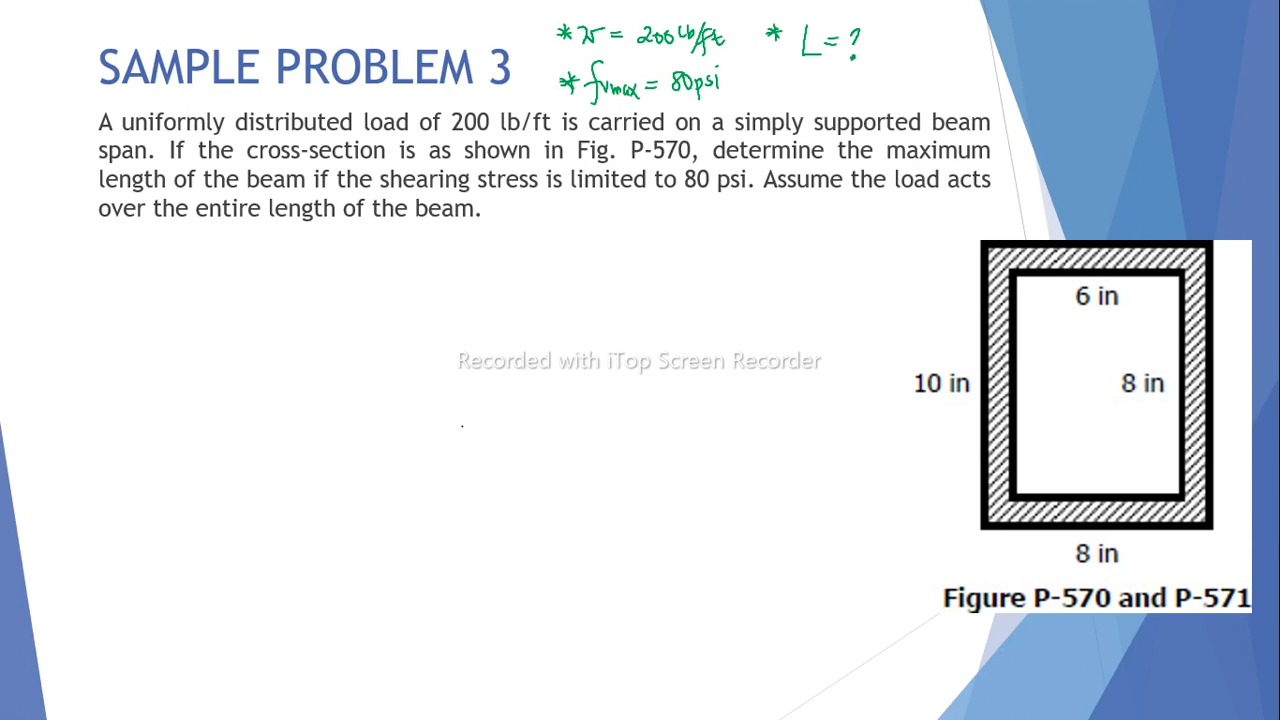 * w = 200 lb/ft * L = ?
SAMPLE PROBLEM 3
* fvmax = 80psi
A uniformly distributed load of 200 lb/ft is carried on a simply supported beam
span. If the cross-section is as shown in Fig. P-570, determine the maximum
length of the beam if the shearing stress is limited to 80 psi. Assume the load acts
over the entire length of the beam.
6 in
Recorded with iTop Screen Recorder
10 in
8 in
8 in
Figure P-570 and P-571